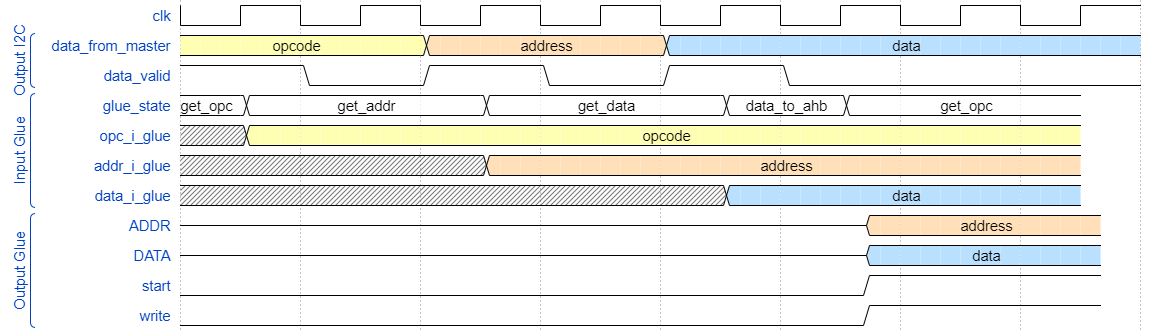 clk
Output I2C
data_from_master opcode address data
data_valid
Input Glue
glue_state get_opc get_addr get_data data_to_ahb get_opc
opc_i_glue opcode
addr_i_glue address
data_i_glue data
Output Glue
ADDR address
DATA data
start
write